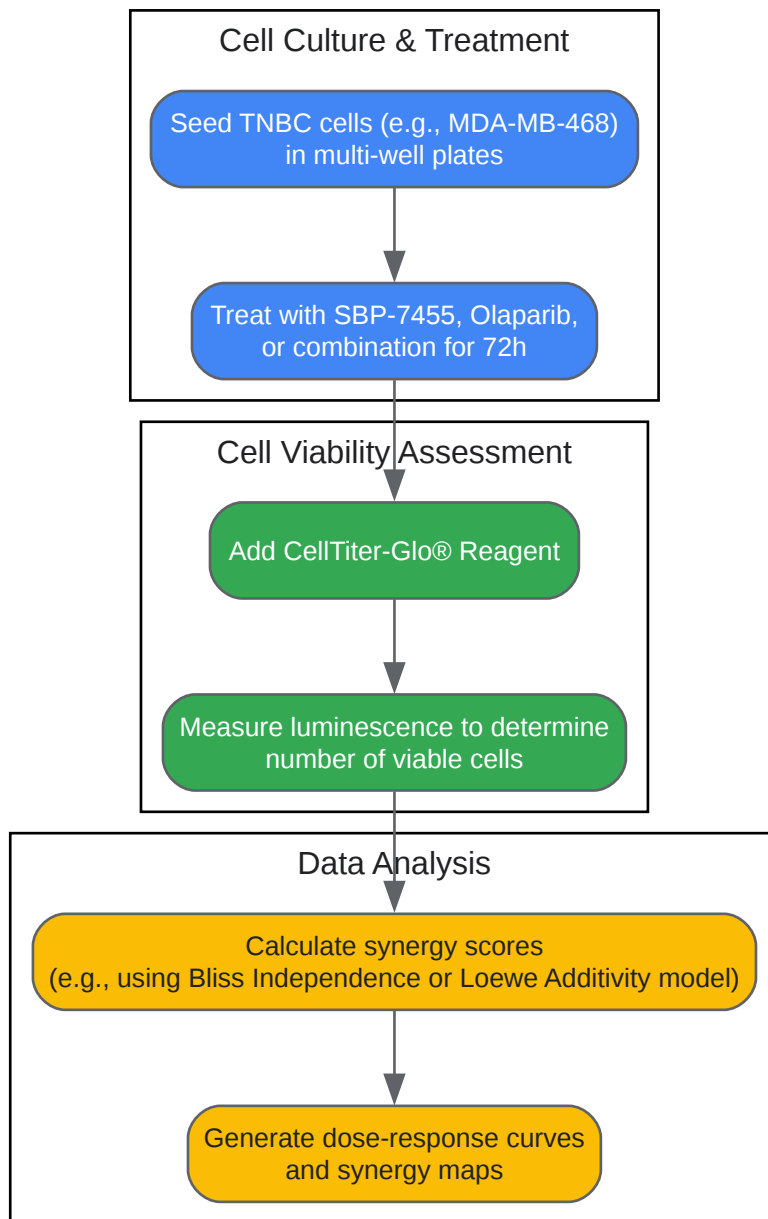 Cell Culture & Treatment
Seed TNBC cells (e.g., MDA-MB-468)
in multi-well plates
Treat with SBP-7455, Olaparib,
or combination for 72h
Cell Viability Assessment
Add CellTiter-Glo® Reagent
Measure luminescence to determine
number of viable cells
Data Analysis
Calculate synergy scores
(e.g., using Bliss Independence or Loewe Additivity model)
Generate dose-response curves
and synergy maps